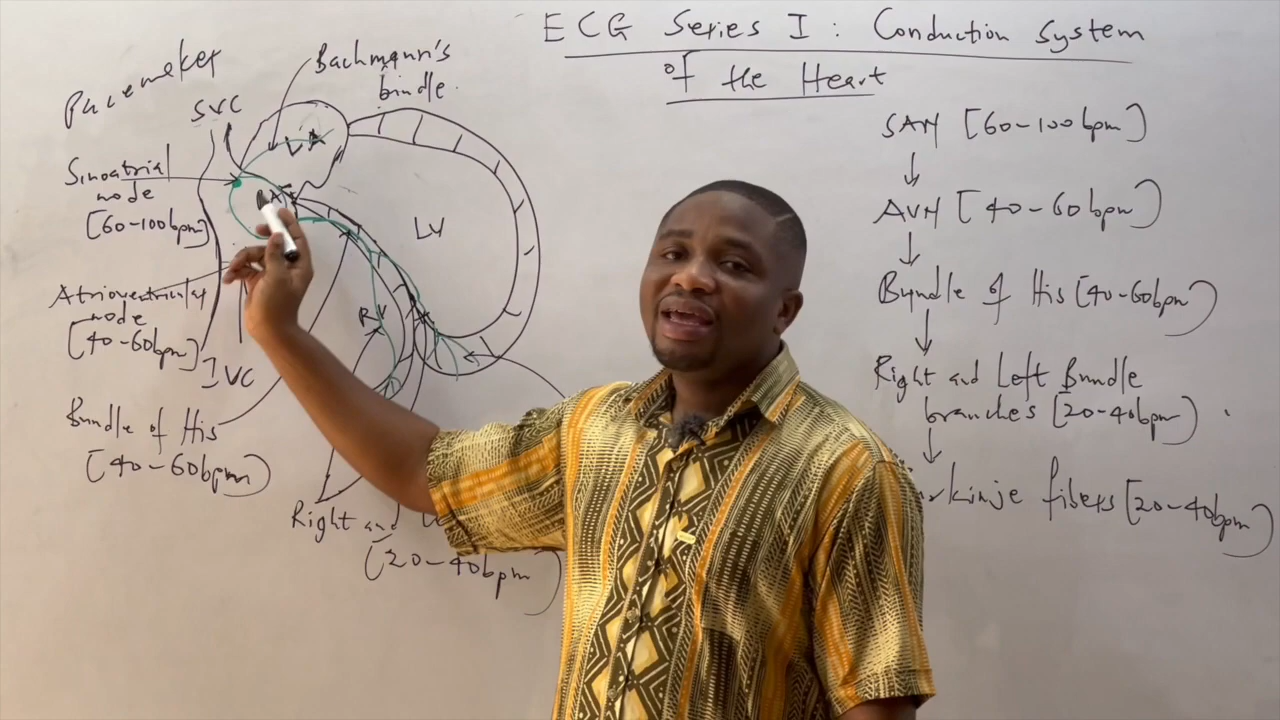 ECG Series I : Conduction System
of the Heart
Pacemaker
Bachmann's
bindle.
SVC
LA
Sinoatrial
node
[60-100bpm]
LV
Atrioventricular
node
[40-60bpm]
IVC
RV
Bundle of His
[40-60bpm]
Right and
[20-40bpm]
SAN [60-100bpm]
AVN [40-60bpm]
Bundle of His [40-60bpm]
Right and Left Bundle
branches [20-40bpm]
fibers [20-40bpm]